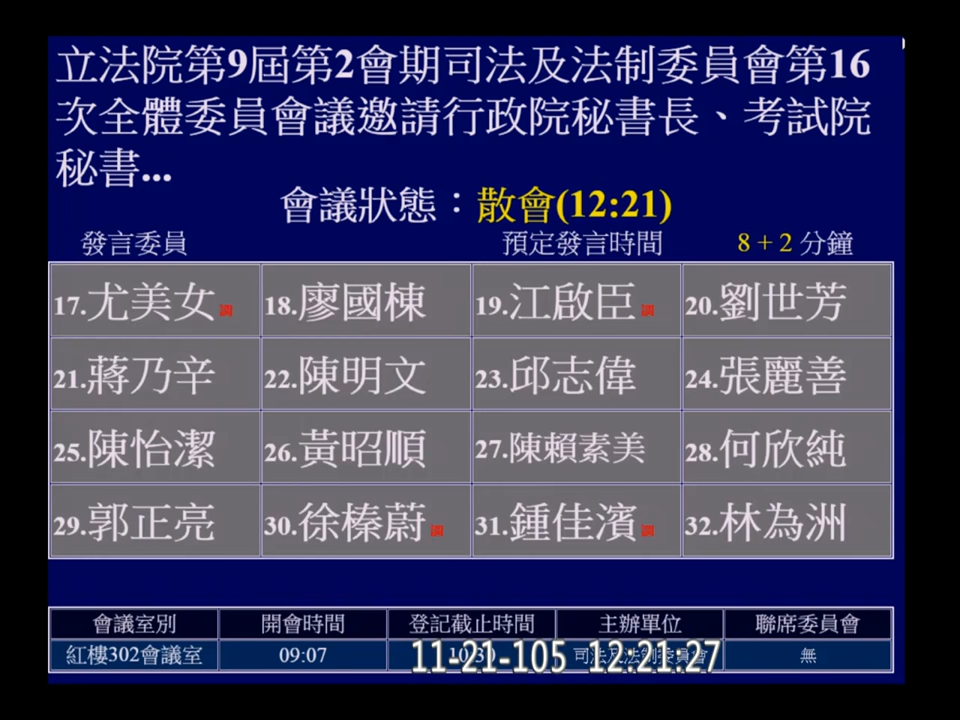 立法院第9屆第2會期司法及法制委員會第16
次全體委員會議邀請行政院秘書長、考試院
秘書...
會議狀態：散會(12:21)
發言委員 預定發言時間 8 + 2 分鐘
17.尤美女 18.廖國棟 19.江啟臣 20.劉世芳
21.蔣乃辛 22.陳明文 23.邱志偉 24.張麗善
25.陳怡潔 26.黃昭順 27.陳賴素美 28.何欣純
29.郭正亮 30.徐榛蔚 31.鍾佳濱 32.林為洲
會議室別 開會時間 登記截止時間 主辦單位 聯席委員會
紅樓302會議室 09:07 司法及法制委員會 無
11-21-105 12:21:27